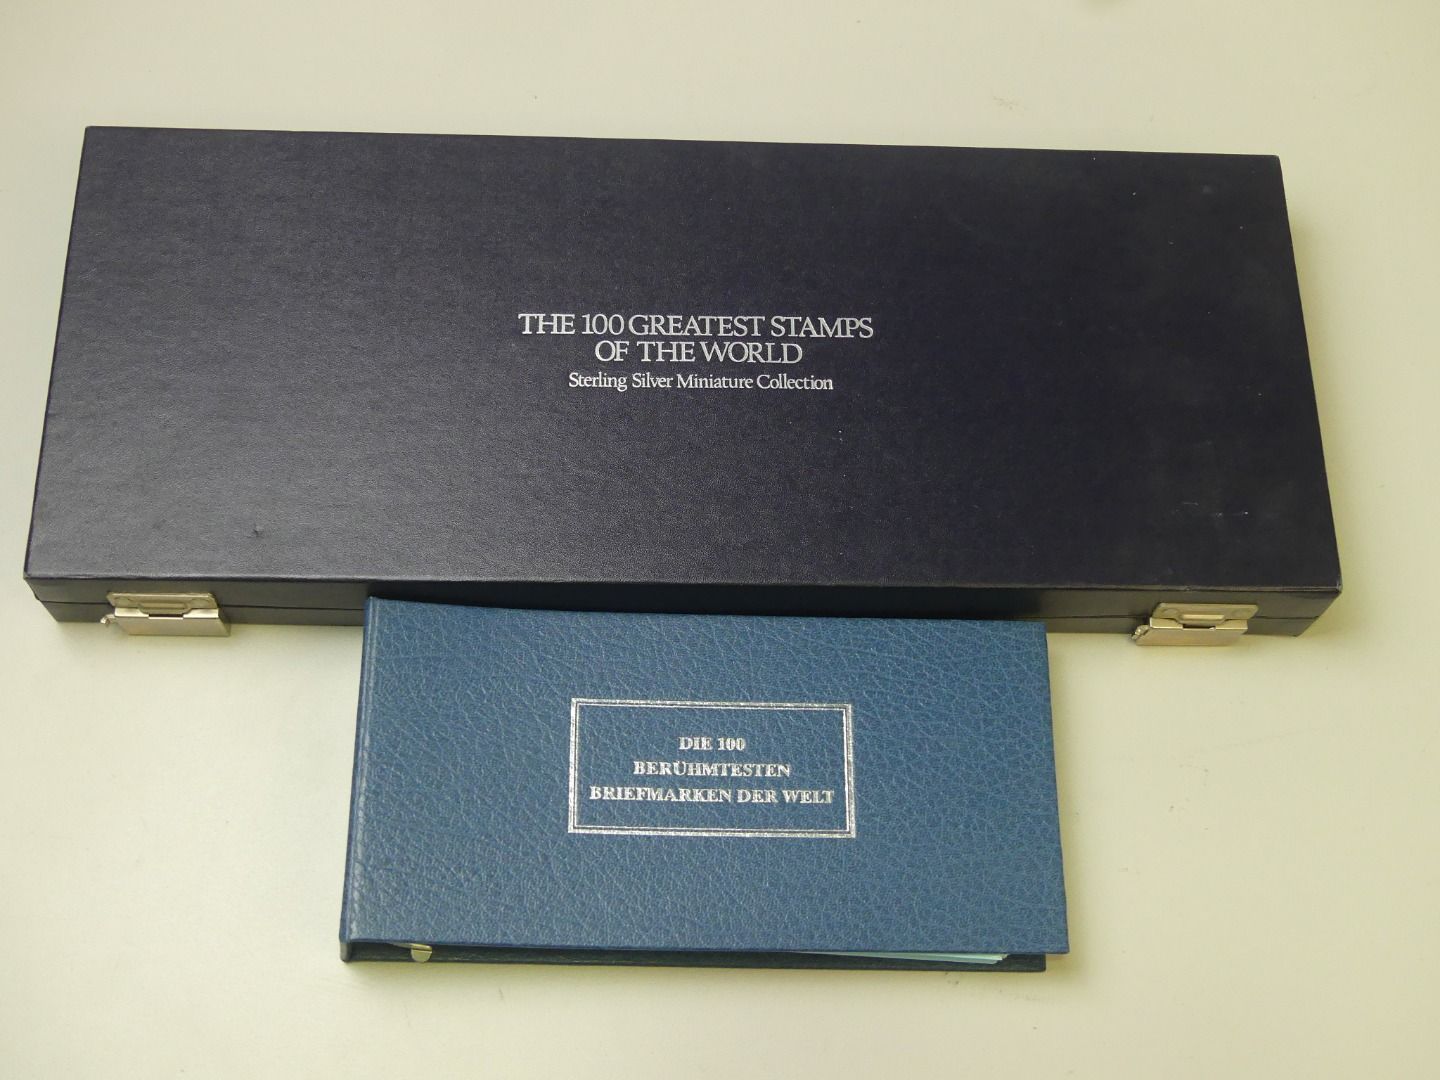 THE 100 GREATEST STAMPS
OF THE WORLD
Sterling Silver Miniature Collection
DIE 100
BERÜHMTESTEN
BRIEFMARKEN DER WELT